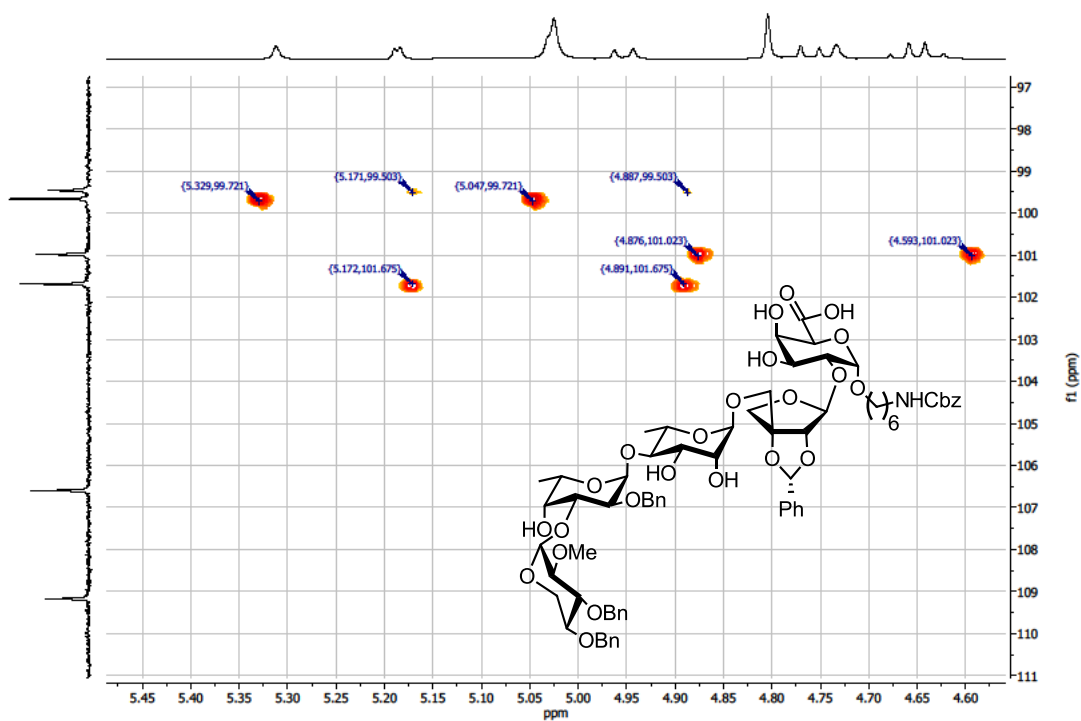 97
98
{5.171,99.503}
{4.887,99.503}
99
{5.329,99.721}
{5.047,99.721}
100
{4.876,101.023}
{4.593,101.023}
101
{5.172,101.675}
{4.891,101.675}
102
O
HO
OH
103
O
HO
O
104
O
O
O
NHCbz
6
105
O
O
HO
OH
O
O
106
O
OBn
Ph
107
HO
O
OMe
108
O
109
OBn
OBn
110
111
f1 (ppm)
5.45 5.40 5.35 5.30 5.25 5.20 5.15 5.10 5.05 5.00 4.95 4.90 4.85 4.80 4.75 4.70 4.65 4.60
ppm